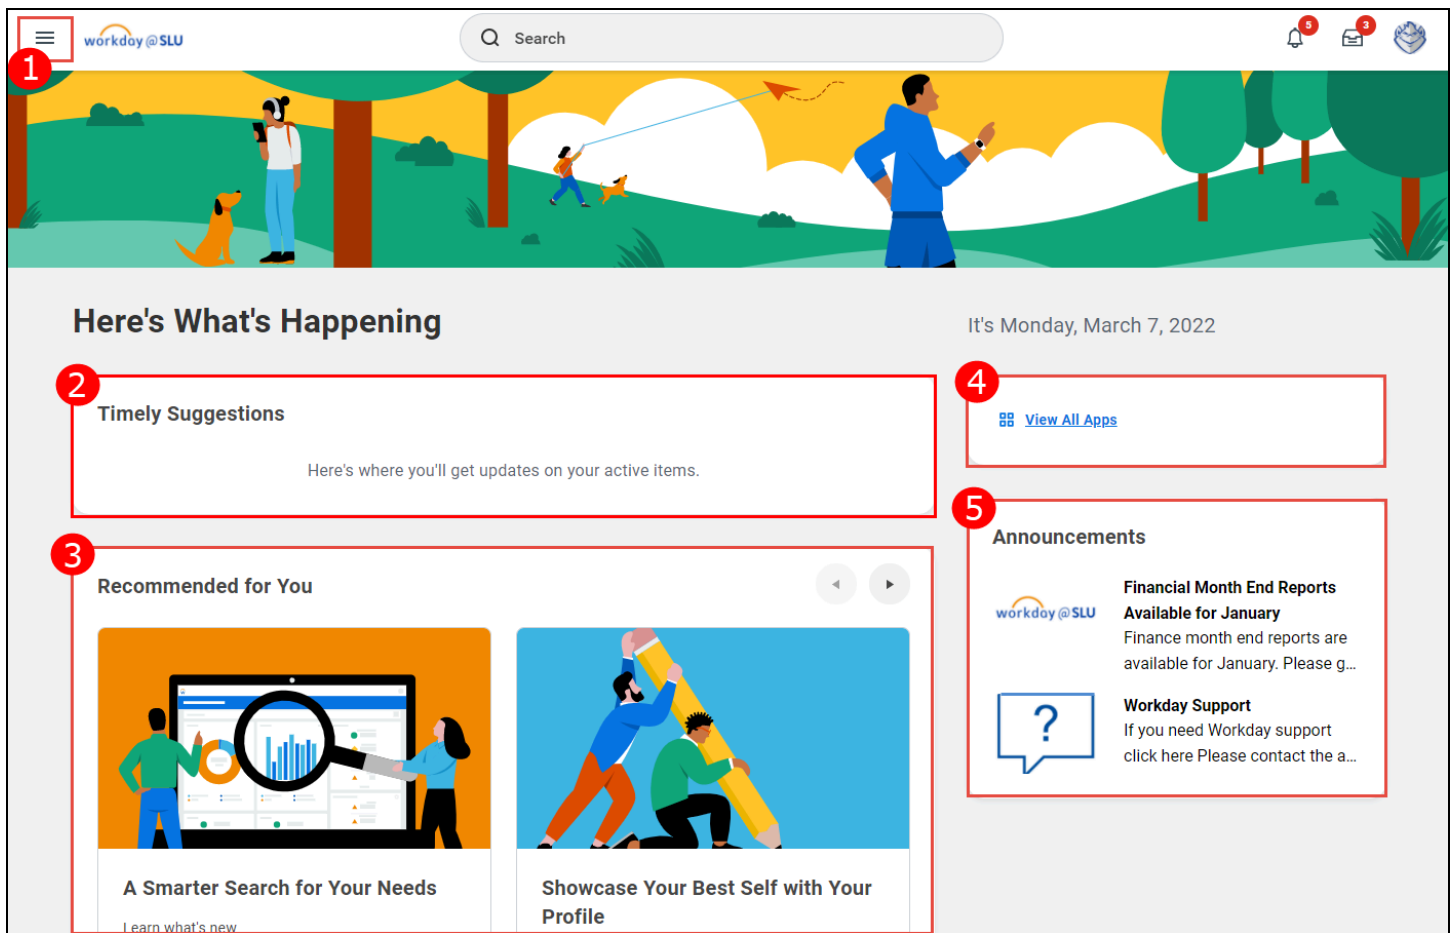 workday @ SLU
Search
5
3
1
Here's What's Happening
It's Monday, March 7, 2022
2
Timely Suggestions
Here's where you'll get updates on your active items.
3
Recommended for You
A Smarter Search for Your Needs
Learn what's new
Showcase Your Best Self with Your
Profile
4
View All Apps
5
Announcements
workday @ SLU
Financial Month End Reports
Available for January
Finance month end reports are
available for January. Please g...
?
Workday Support
If you need Workday support
click here Please contact the a...